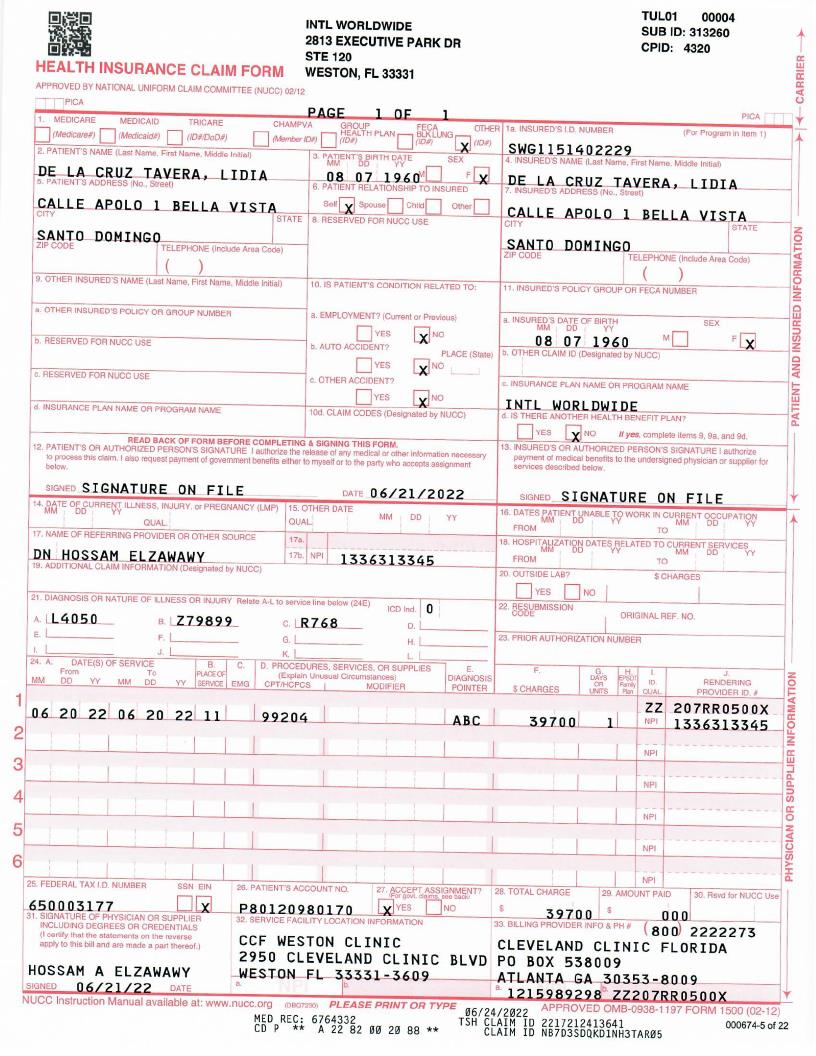 INTL WORLDWIDE
2813 EXECUTIVE PARK DR
STE 120
WESTON, FL 33331
TUL01 00004
SUB ID: 313260
CPID: 4320
HEALTH INSURANCE CLAIM FORM
APPROVED BY NATIONAL UNIFORM CLAIM COMMITTEE (NUCC) 02/12
PICA
PAGE 1 OF 1
PICA
CARRIER
1. MEDICARE MEDICAID TRICARE CHAMPVA GROUP HEALTH PLAN FECA BLK LUNG OTHER
(Medicare#) (Medicaid#) (ID#/DoD#) (Member ID#) (ID#) (ID#) X (ID#)
1a. INSURED'S I.D. NUMBER (For Program in Item 1)
SWG1151402229
2. PATIENT'S NAME (Last Name, First Name, Middle Initial)
DE LA CRUZ TAVERA, LIDIA
3. PATIENT'S BIRTH DATE SEX
MM DD YY
08 07 1960 M F X
4. INSURED'S NAME (Last Name, First Name, Middle Initial)
DE LA CRUZ TAVERA, LIDIA
5. PATIENT'S ADDRESS (No., Street)
CALLE APOLO 1 BELLA VISTA
6. PATIENT RELATIONSHIP TO INSURED
Self X Spouse Child Other
7. INSURED'S ADDRESS (No., Street)
CALLE APOLO 1 BELLA VISTA
CITY STATE
SANTO DOMINGO
8. RESERVED FOR NUCC USE
CITY STATE
SANTO DOMINGO
ZIP CODE TELEPHONE (Include Area Code)
( )
ZIP CODE TELEPHONE (Include Area Code)
( )
9. OTHER INSURED'S NAME (Last Name, First Name, Middle Initial)
10. IS PATIENT'S CONDITION RELATED TO:
11. INSURED'S POLICY GROUP OR FECA NUMBER
a. OTHER INSURED'S POLICY OR GROUP NUMBER
a. EMPLOYMENT? (Current or Previous)
YES X NO
a. INSURED'S DATE OF BIRTH SEX
MM DD YY
08 07 1960 M F X
b. RESERVED FOR NUCC USE
b. AUTO ACCIDENT? PLACE (State)
YES X NO
b. OTHER CLAIM ID (Designated by NUCC)
c. RESERVED FOR NUCC USE
c. OTHER ACCIDENT?
YES X NO
c. INSURANCE PLAN NAME OR PROGRAM NAME
INTL WORLDWIDE
d. INSURANCE PLAN NAME OR PROGRAM NAME
10d. CLAIM CODES (Designated by NUCC)
d. IS THERE ANOTHER HEALTH BENEFIT PLAN?
YES X NO If yes, complete items 9, 9a, and 9d.
PATIENT AND INSURED INFORMATION
READ BACK OF FORM BEFORE COMPLETING & SIGNING THIS FORM.
12. PATIENT'S OR AUTHORIZED PERSON'S SIGNATURE I authorize the release of any medical or other information necessary
to process this claim. I also request payment of government benefits either to myself or to the party who accepts assignment
below.
SIGNED SIGNATURE ON FILE DATE 06/21/2022
13. INSURED'S OR AUTHORIZED PERSON'S SIGNATURE I authorize
payment of medical benefits to the undersigned physician or supplier for
services described below.
SIGNED SIGNATURE ON FILE
14. DATE OF CURRENT ILLNESS, INJURY, or PREGNANCY (LMP)
MM DD YY
QUAL.
15. OTHER DATE
QUAL. MM DD YY
16. DATES PATIENT UNABLE TO WORK IN CURRENT OCCUPATION
MM DD YY MM DD YY
FROM TO
17. NAME OF REFERRING PROVIDER OR OTHER SOURCE
DN HOSSAM ELZAWAWY
17a.
17b. NPI 1336313345
18. HOSPITALIZATION DATES RELATED TO CURRENT SERVICES
MM DD YY MM DD YY
FROM TO
19. ADDITIONAL CLAIM INFORMATION (Designated by NUCC)
20. OUTSIDE LAB? $ CHARGES
YES NO
21. DIAGNOSIS OR NATURE OF ILLNESS OR INJURY Relate A-L to service line below (24E) ICD Ind. 0
A. L4050 B. Z79899 C. R768 D.
E. F. G. H.
I. J. K. L.
22. RESUBMISSION CODE ORIGINAL REF. NO.
23. PRIOR AUTHORIZATION NUMBER
24. A. DATE(S) OF SERVICE
From To
MM DD YY MM DD YY
B. PLACE OF SERVICE
C. EMG
D. PROCEDURES, SERVICES, OR SUPPLIES
(Explain Unusual Circumstances)
CPT/HCPCS MODIFIER
E. DIAGNOSIS POINTER
F. $ CHARGES
G. DAYS OR UNITS
H. EPSDT Family Plan
I. ID. QUAL.
J. RENDERING PROVIDER ID. #
1 ZZ 207RR0500X
06 20 22 06 20 22 11 99204 ABC 39700 1 NPI 1336313345
2
NPI
3
NPI
4
NPI
5
NPI
6
NPI
PHYSICIAN OR SUPPLIER INFORMATION
25. FEDERAL TAX I.D. NUMBER SSN EIN
650003177 X
26. PATIENT'S ACCOUNT NO.
P80120980170
27. ACCEPT ASSIGNMENT?
(For govt. claims, see back)
X YES NO
28. TOTAL CHARGE
$ 39700
29. AMOUNT PAID
$ 000
30. Rsvd for NUCC Use
31. SIGNATURE OF PHYSICIAN OR SUPPLIER
INCLUDING DEGREES OR CREDENTIALS
(I certify that the statements on the reverse
apply to this bill and are made a part thereof.)
HOSSAM A ELZAWAWY
SIGNED 06/21/22 DATE
32. SERVICE FACILITY LOCATION INFORMATION
CCF WESTON CLINIC
2950 CLEVELAND CLINIC BLVD
WESTON FL 33331-3609
a. NPI b.
33. BILLING PROVIDER INFO & PH # (800) 2222273
CLEVELAND CLINIC FLORIDA
PO BOX 538009
ATLANTA GA 30353-8009
a. 1215989298 b. ZZ207RR0500X
NUCC Instruction Manual available at: www.nucc.org (DBG7230) PLEASE PRINT OR TYPE APPROVED OMB-0938-1197 FORM 1500 (02-12)
MED REC: 6764332
CD P ** A 22 82 00 20 88 **
06/24/2022
TSH CLAIM ID 2217212413641
CLAIM ID NB7D3SDQKD1NH3TAR05
000674-5 of 22